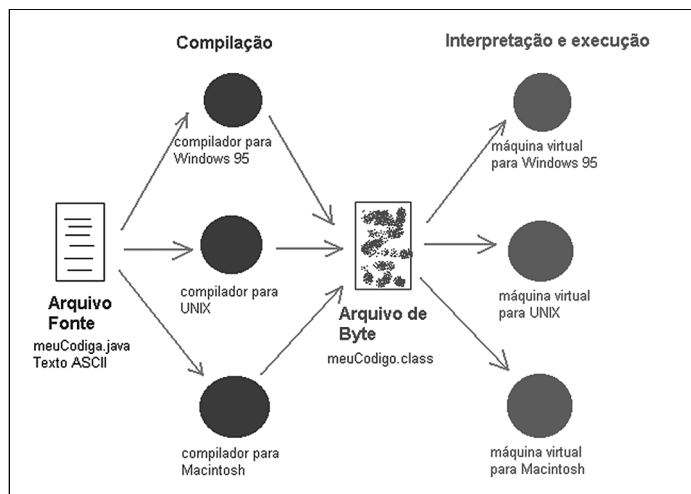 Compilação
Interpretação e execução
compilador para
Windows 95
máquina virtual
para Windows 95
Arquivo
Fonte
meuCodiga.java
Texto ASCII
compilador para
UNIX
Arquivo de
Byte
meuCodigo.class
máquina virtual
para UNIX
compilador para
Macintosh
máquina virtual
para Macintosh